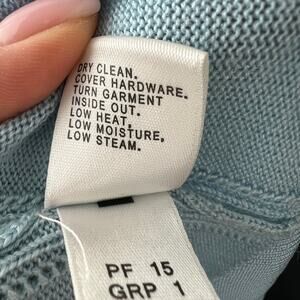 DRY CLEAN.
COVER HARDWARE.
TURN GARMENT
INSIDE OUT.
LOW HEAT,
LOW MOISTURE,
LOW STEAM.
PF 15
GRP 1